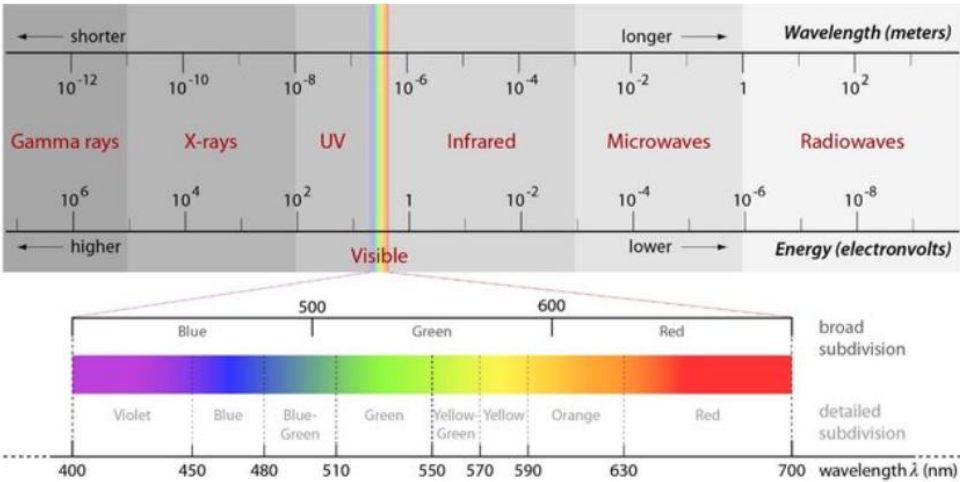 shorter longer Wavelength (meters)
10⁻¹² 10⁻¹⁰ 10⁻⁸ 10⁻⁶ 10⁻⁴ 10⁻² 1 10²
Gamma rays X-rays UV Infrared Microwaves Radiowaves
10⁶ 10⁴ 10² 1 10⁻² 10⁻⁴ 10⁻⁶ 10⁻⁸
higher lower Energy (electronvolts)
Visible
500 600
Blue Green Red broad
subdivision
Violet Blue Blue- Green Yellow- Yellow Orange Red detailed
Green Green subdivision
400 450 480 510 550 570 590 630 700 wavelength λ (nm)